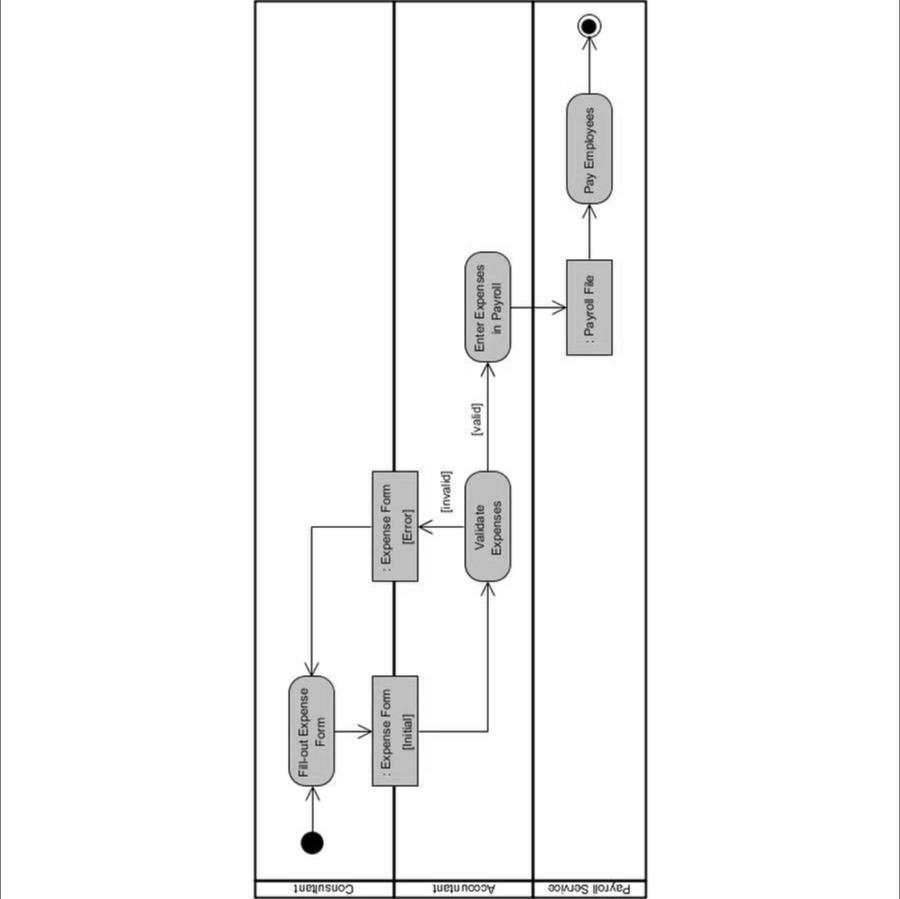 Consultant
Accountant
Payroll Service
Fill-out Expense
Form
: Expense Form
[Initial]
: Expense Form
[Error]
[invalid]
Validate
Expenses
[valid]
Enter Expenses
in Payroll
: Payroll File
Pay Employees